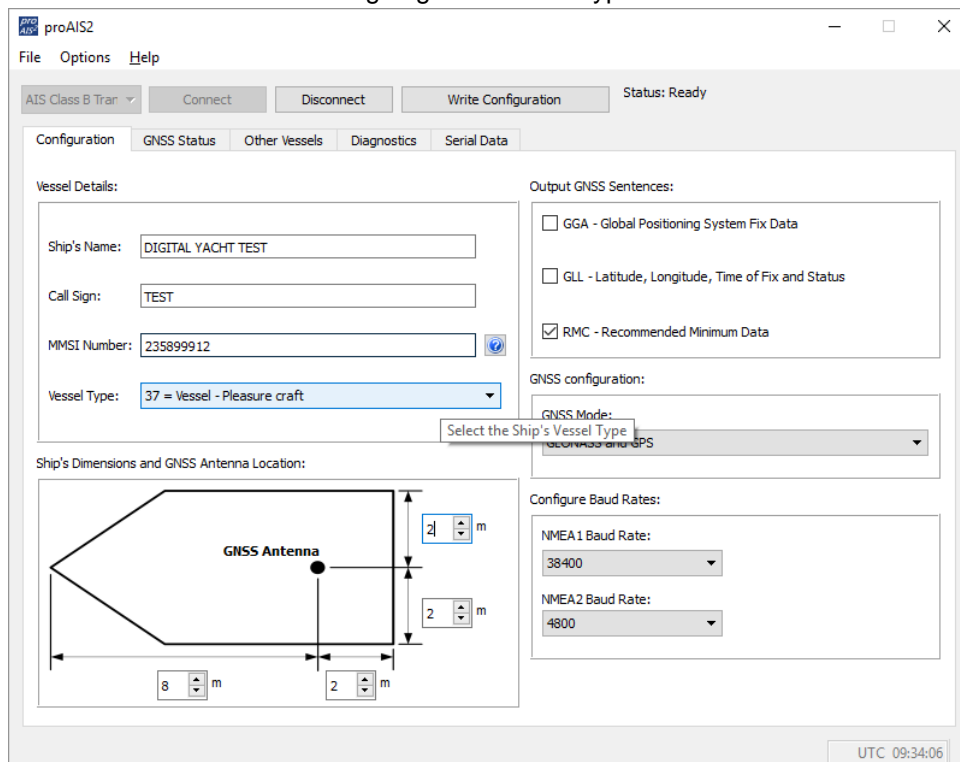 proAIS2
File Options Help
AIS Class B Tran Connect Disconnect Write Configuration Status: Ready
Configuration GNSS Status Other Vessels Diagnostics Serial Data
Vessel Details:
Ship's Name: DIGITAL YACHT TEST
Call Sign: TEST
MMSI Number: 235899912
Vessel Type: 37 = Vessel - Pleasure craft
Select the Ship's Vessel Type
Ship's Dimensions and GNSS Antenna Location:
2 m
GNSS Antenna
2 m
8 m 2 m
Output GNSS Sentences:
GGA - Global Positioning System Fix Data
GLL - Latitude, Longitude, Time of Fix and Status
RMC - Recommended Minimum Data
GNSS configuration:
GNSS Mode:
GLONASS and GPS
Configure Baud Rates:
NMEA1 Baud Rate:
38400
NMEA2 Baud Rate:
4800
UTC 09:34:06